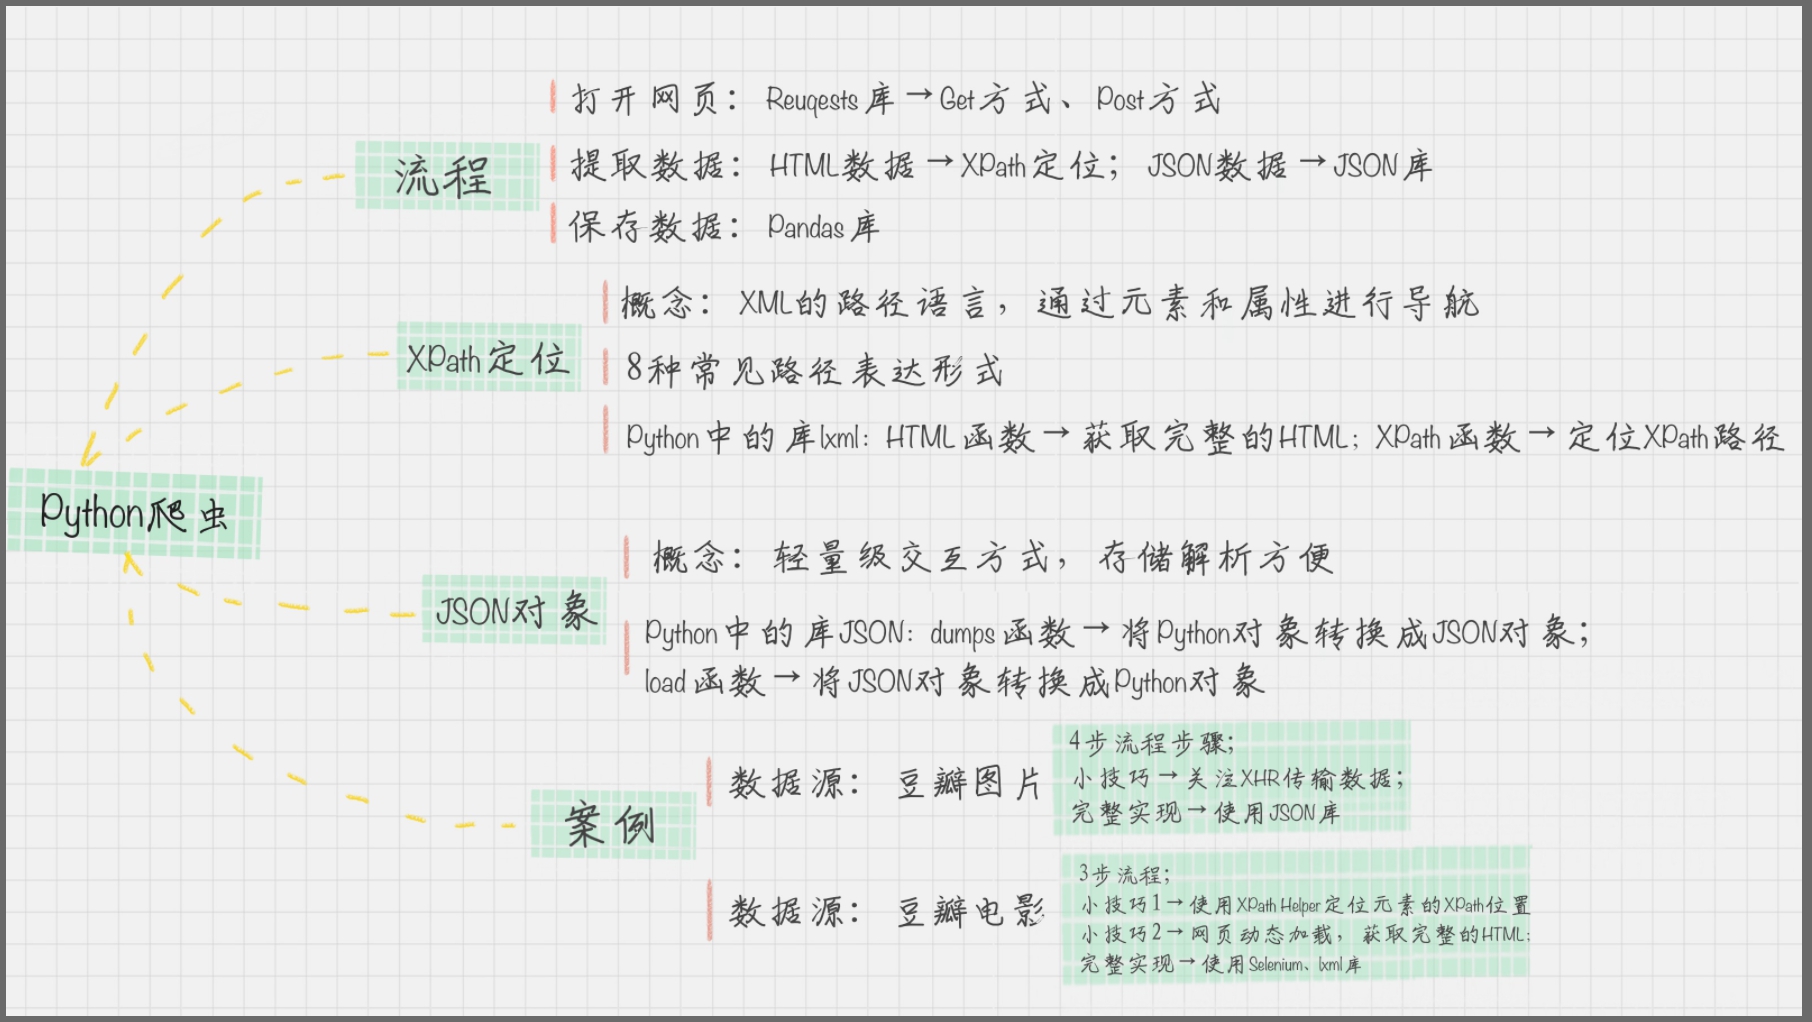 打开网页：Reuqests库→Get方式、Post方式
流程
提取数据：HTML数据→XPath定位；JSON数据→JSON库
保存数据：Pandas库
概念：XML的路径语言，通过元素和属性进行导航
XPath定位
8种常见路径表达形式
Python中的库lxml：HTML函数→获取完整的HTML；XPath函数→定位XPath路径
Python爬虫
概念：轻量级交互方式，存储解析方便
JSON对象
Python中的库JSON：dumps函数→将Python对象转换成JSON对象；
load函数→将JSON对象转换成Python对象
案例
数据源：豆瓣图片
4步流程步骤；
小技巧→关注XHR传输数据；
完整实现→使用JSON库
数据源：豆瓣电影
3步流程；
小技巧1→使用XPath Helper定位元素的XPath位置
小技巧2→网页动态加载，获取完整的HTML；
完整实现→使用Selenium、lxml库